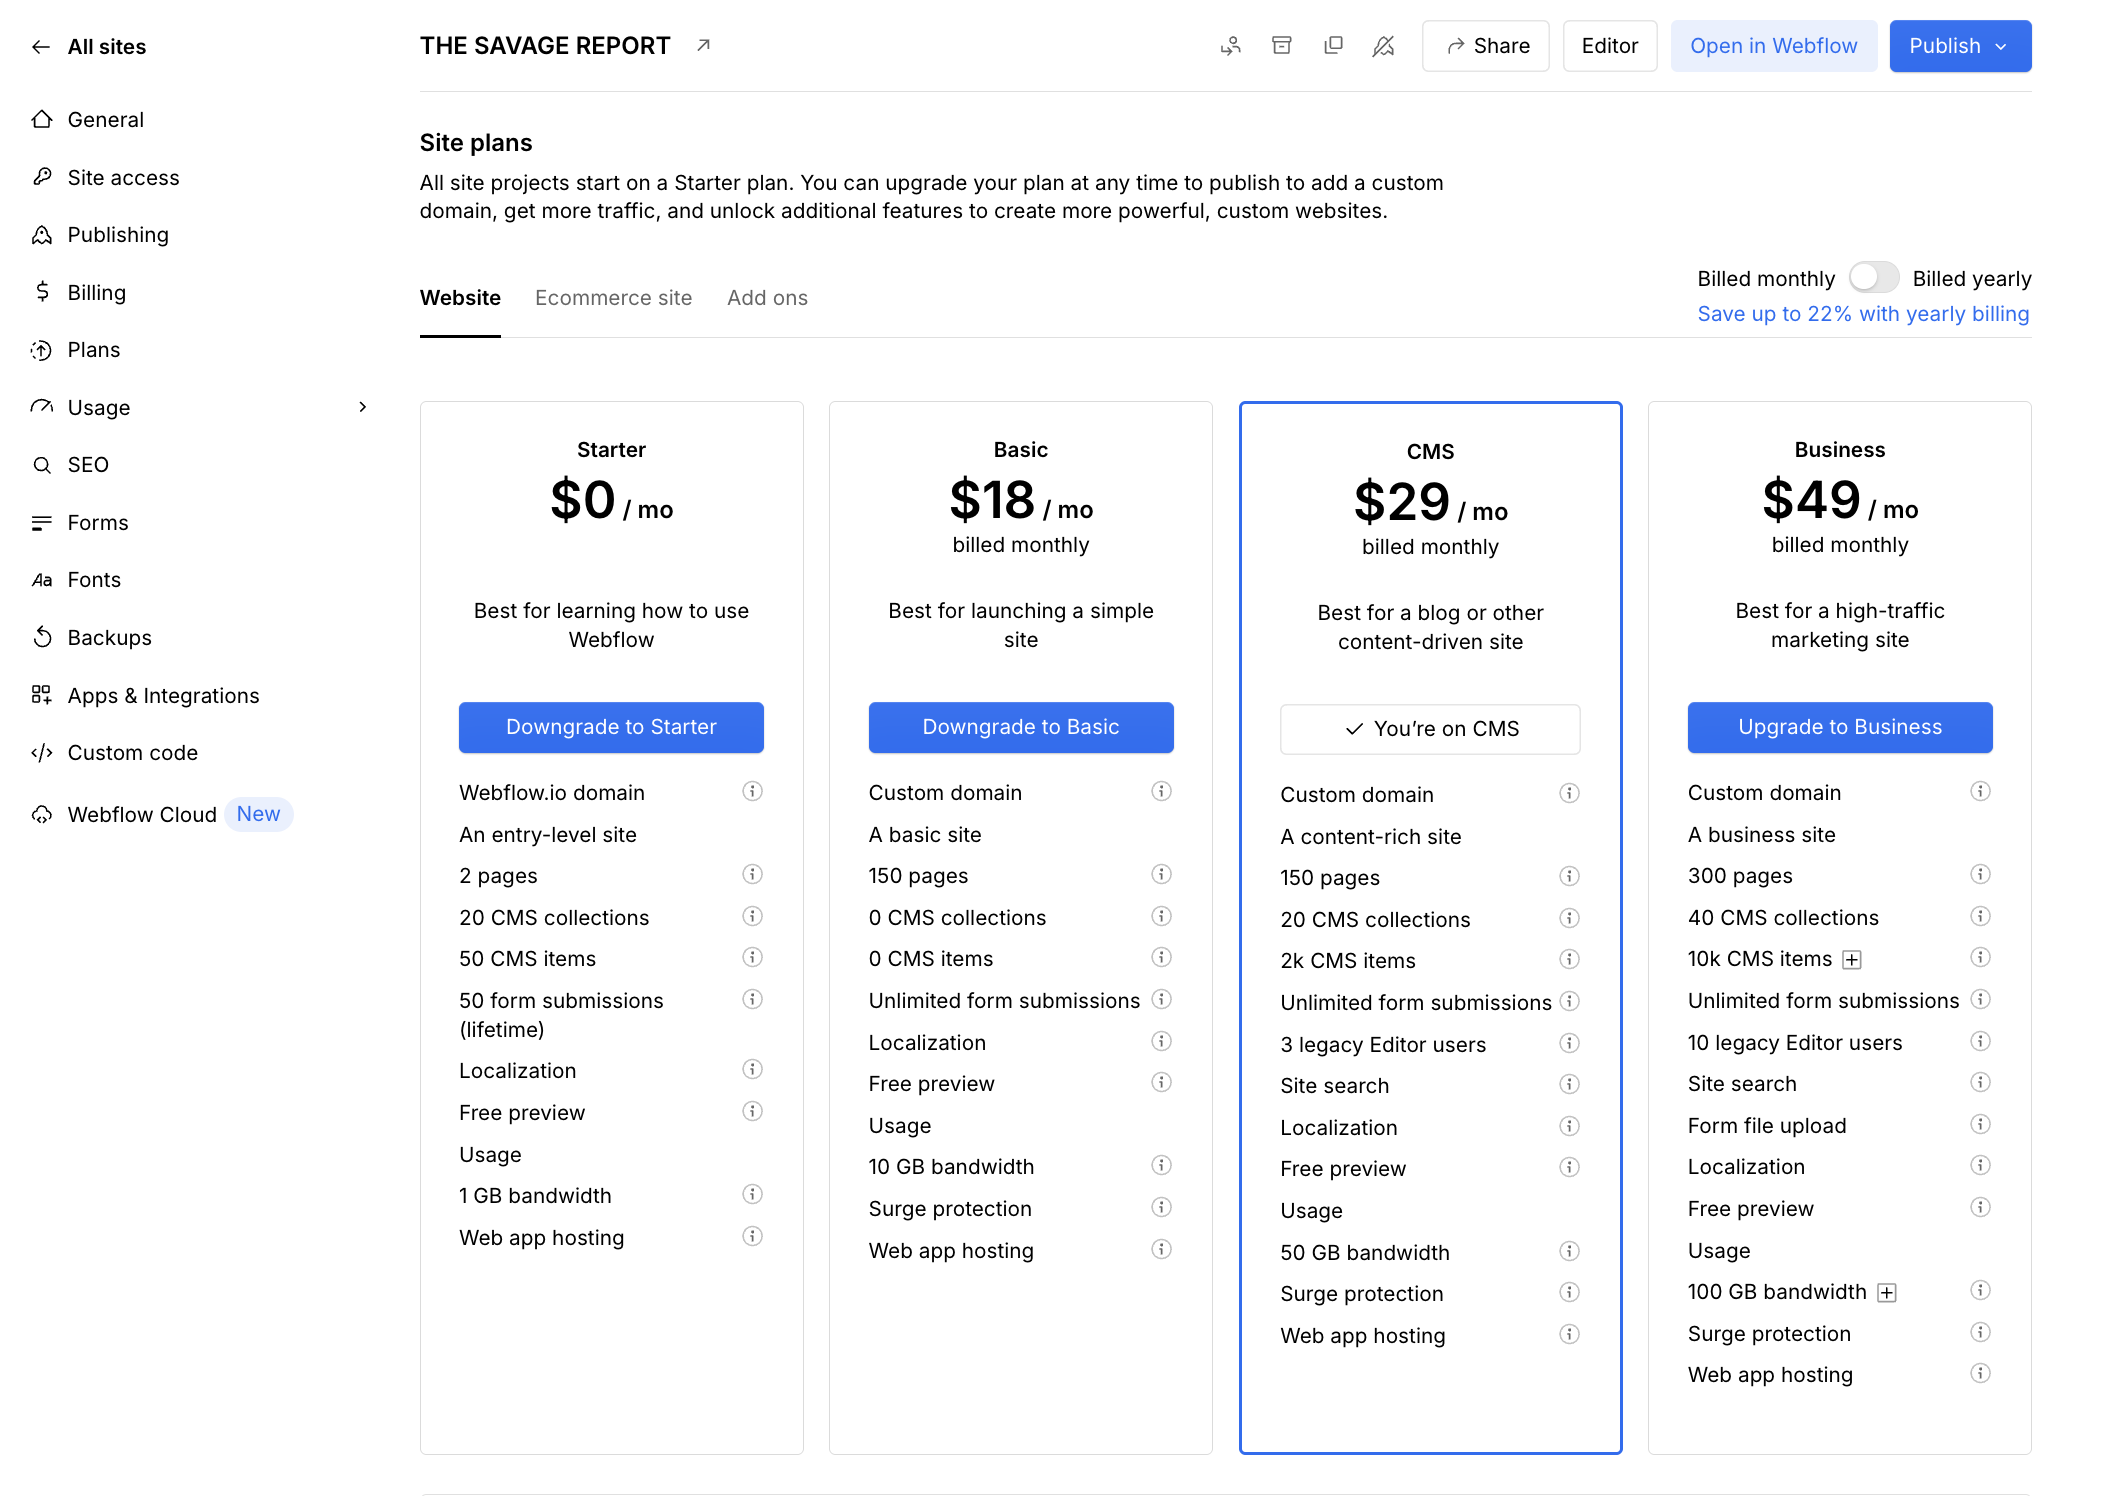 All sites
General
Site access
Publishing
Billing
Plans
Usage
SEO
Forms
Aa Fonts
Backups
Apps & Integrations
Custom code
Webflow Cloud New
THE SAVAGE REPORT
Share
Editor
Open in Webflow
Publish
Site plans
All site projects start on a Starter plan. You can upgrade your plan at any time to publish to add a custom
domain, get more traffic, and unlock additional features to create more powerful, custom websites.
Website Ecommerce site Add ons
Billed monthly Billed yearly
Save up to 22% with yearly billing
Starter
$0 / mo
Best for learning how to use
Webflow
Downgrade to Starter
Webflow.io domain
An entry-level site
2 pages
20 CMS collections
50 CMS items
50 form submissions
(lifetime)
Localization
Free preview
Usage
1 GB bandwidth
Web app hosting
Basic
$18 / mo
billed monthly
Best for launching a simple
site
Downgrade to Basic
Custom domain
A basic site
150 pages
0 CMS collections
0 CMS items
Unlimited form submissions
Localization
Free preview
Usage
10 GB bandwidth
Surge protection
Web app hosting
CMS
$29 / mo
billed monthly
Best for a blog or other
content-driven site
You’re on CMS
Custom domain
A content-rich site
150 pages
20 CMS collections
2k CMS items
Unlimited form submissions
3 legacy Editor users
Site search
Localization
Free preview
Usage
50 GB bandwidth
Surge protection
Web app hosting
Business
$49 / mo
billed monthly
Best for a high-traffic
marketing site
Upgrade to Business
Custom domain
A business site
300 pages
40 CMS collections
10k CMS items
Unlimited form submissions
10 legacy Editor users
Site search
Form file upload
Localization
Free preview
Usage
100 GB bandwidth
Surge protection
Web app hosting